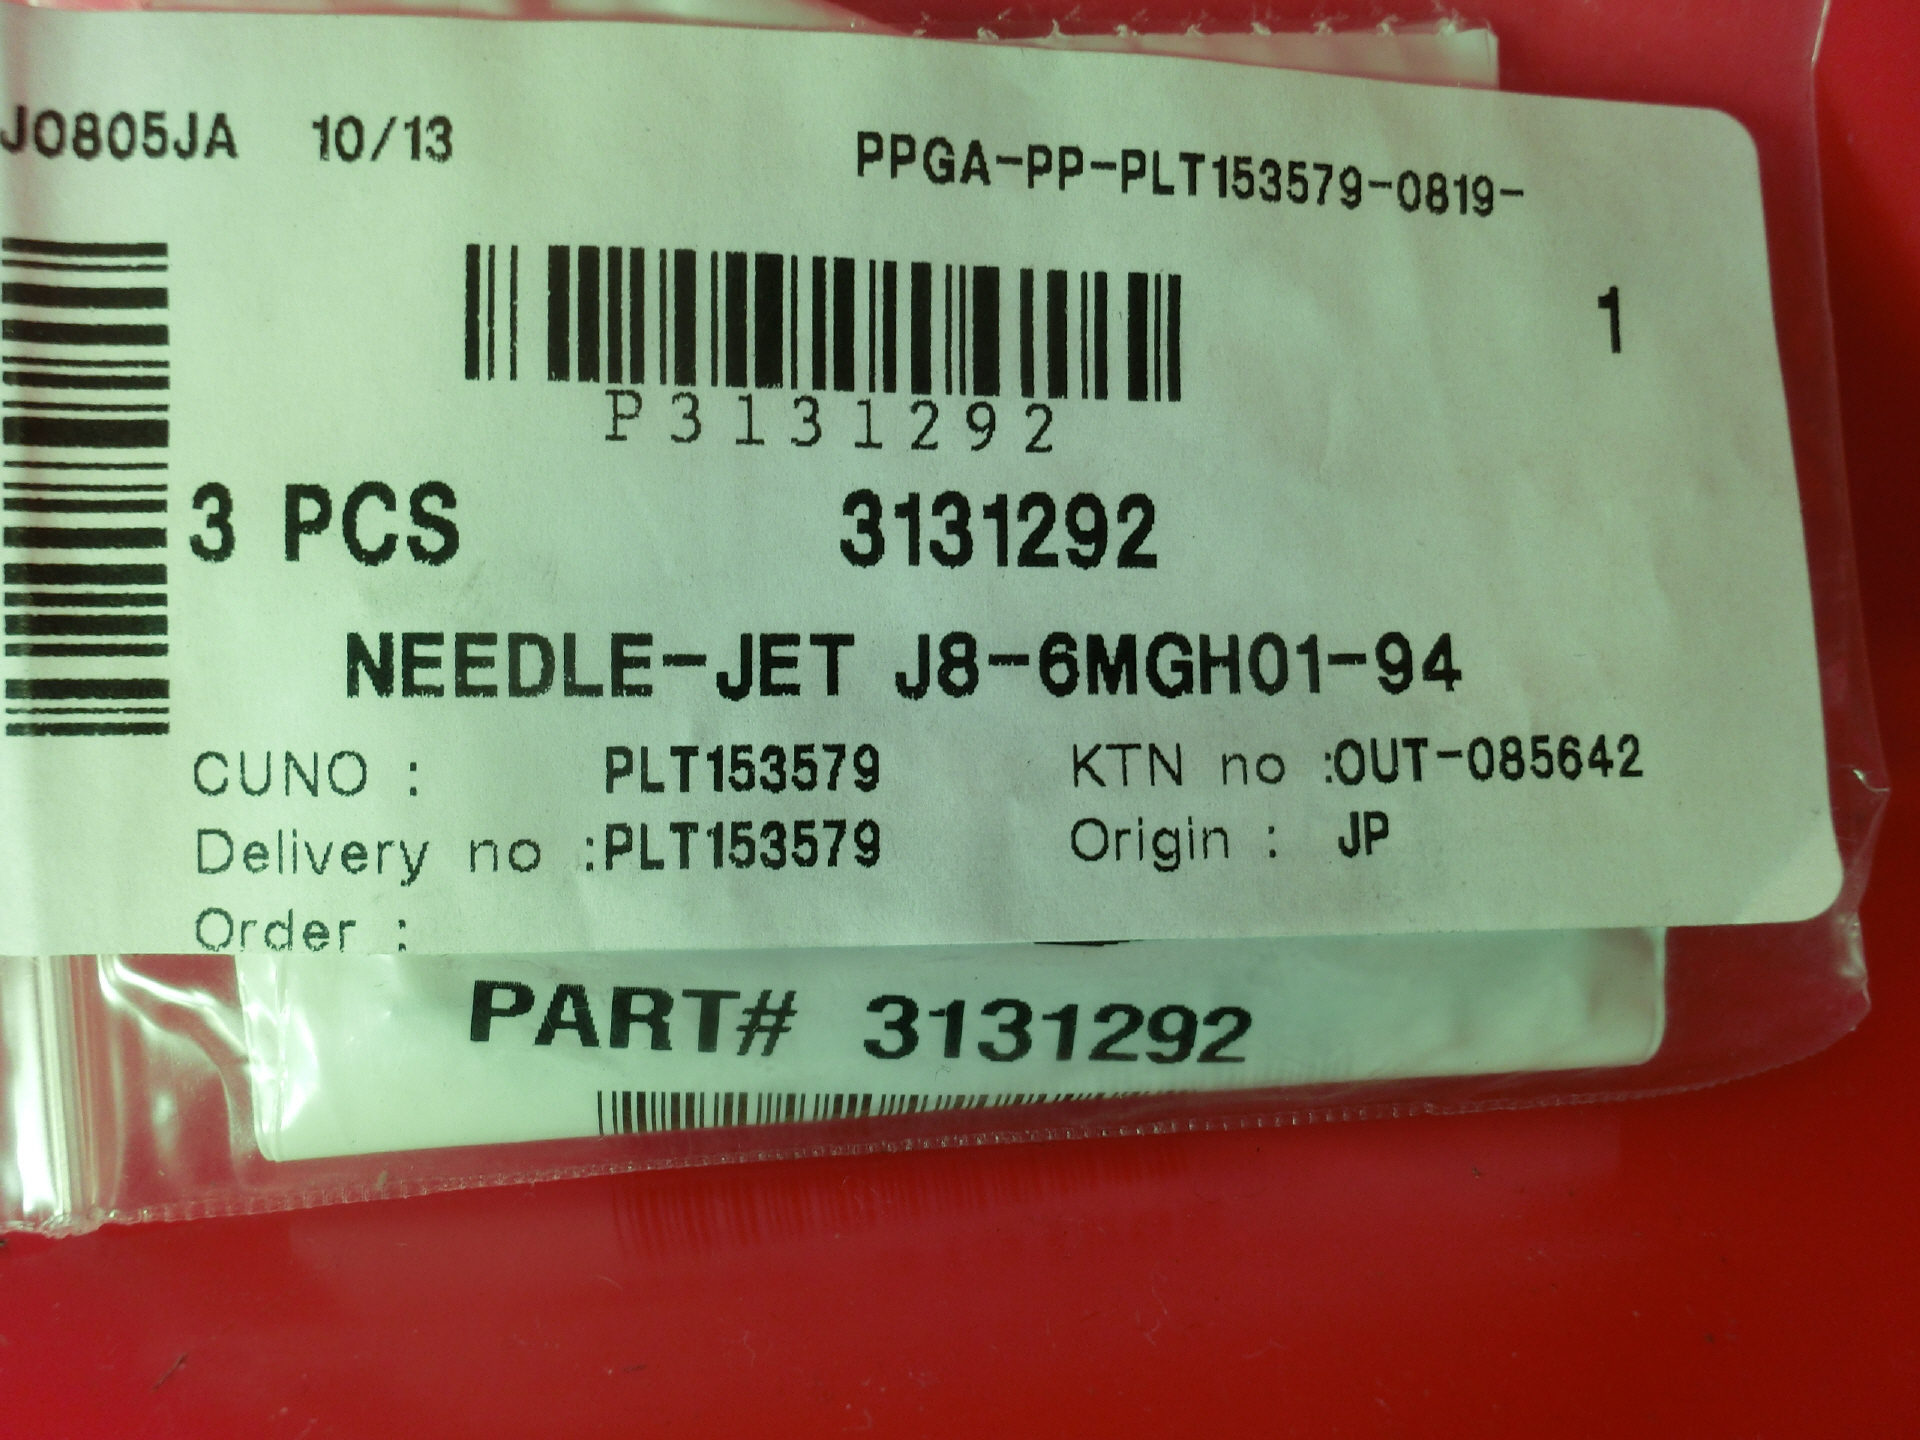 J0805JA 10/13 PPGA-PP-PLT153579-0819-
1
P3131292
3 PCS 3131292
NEEDLE-JET J8-6MGH01-94
CUNO : PLT153579 KTN no :OUT-085642
Delivery no :PLT153579 Origin : JP
Order :
PART# 3131292